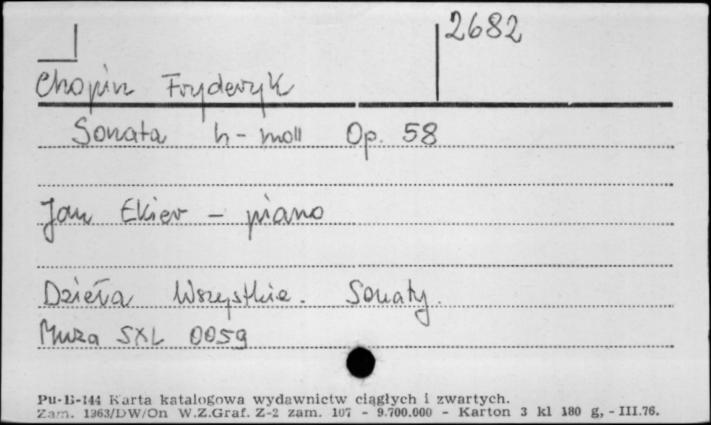 2682
Chopin Fryderyk
Sonata h-moll Op. 58
Jan Ekier - piano
Dzieła Wszystkie. Sonaty.
Muza SXL 0059
Pu-B-144 Karta katalogowa wydawnictw ciągłych i zwartych.
Zam. 1363/DW/On W.Z.Graf. Z-2 zam. 107 - 9.700.000 - Karton 3 kl 180 g, - III.76.